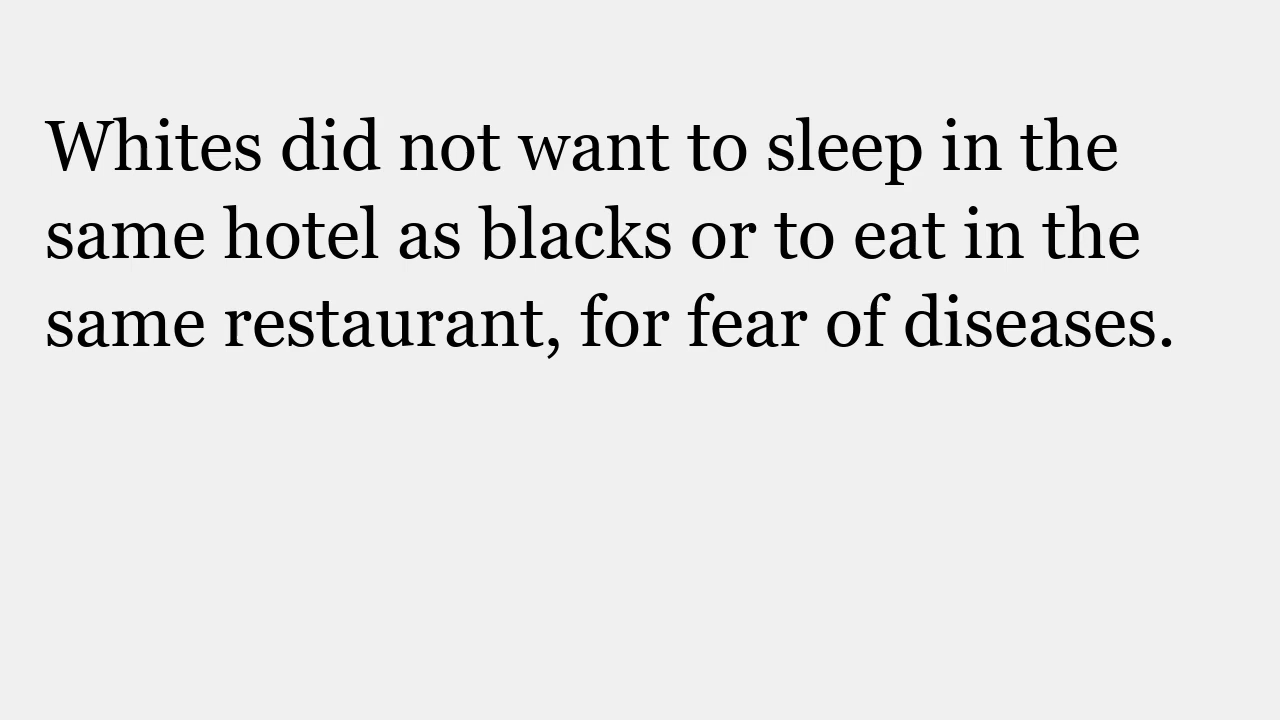 Whites did not want to sleep in the
same hotel as blacks or to eat in the
same restaurant, for fear of diseases.